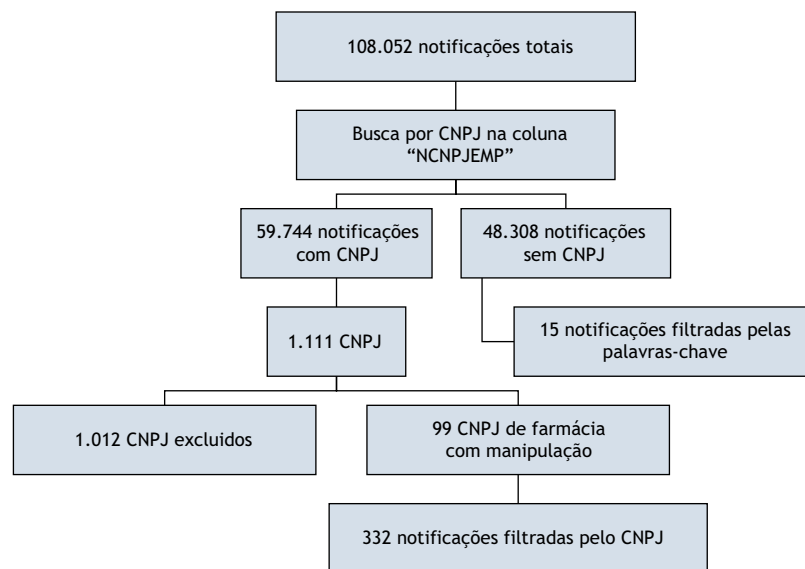 108.052 notificações totais
Busca por CNPJ na coluna
“NCNPJEMP”
59.744 notificações
com CNPJ
48.308 notificações
sem CNPJ
1.111 CNPJ
15 notificações filtradas pelas
palavras-chave
1.012 CNPJ excluidos
99 CNPJ de farmácia
com manipulação
332 notificações filtradas pelo CNPJ